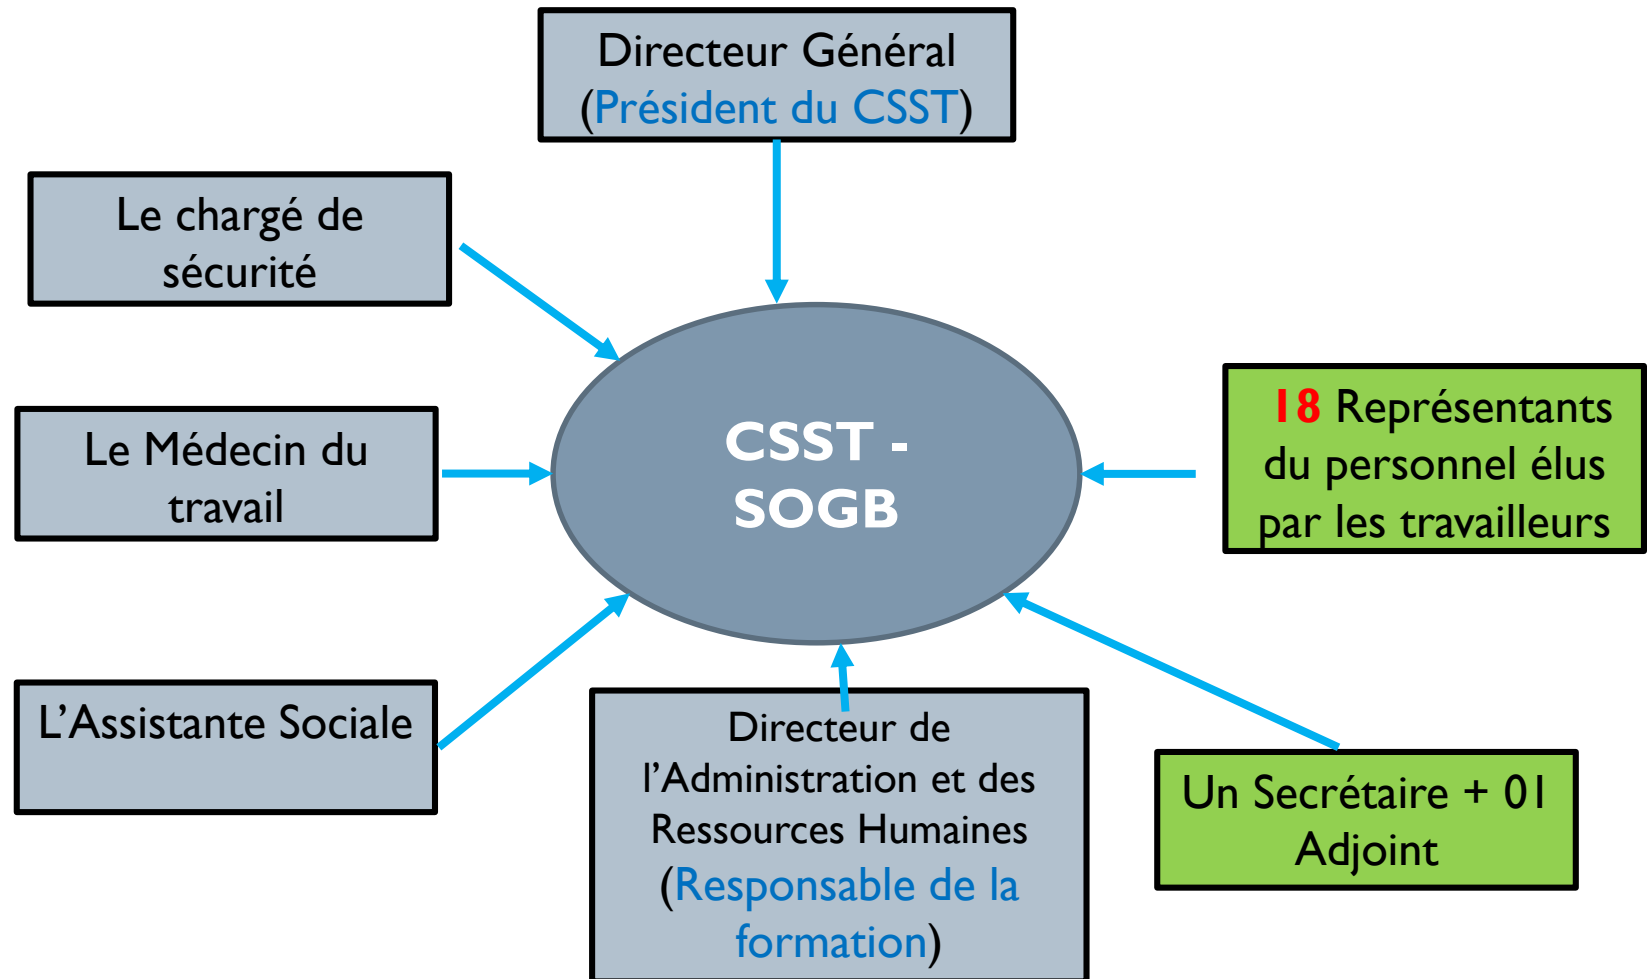 Directeur Général
(Président du CSST)
Le chargé de
sécurité
Le Médecin du
travail
CSST -
SOGB
18 Représentants
du personnel élus
par les travailleurs
L’Assistante Sociale
Directeur de
l’Administration et des
Ressources Humaines
(Responsable de la
formation)
Un Secrétaire + 01
Adjoint